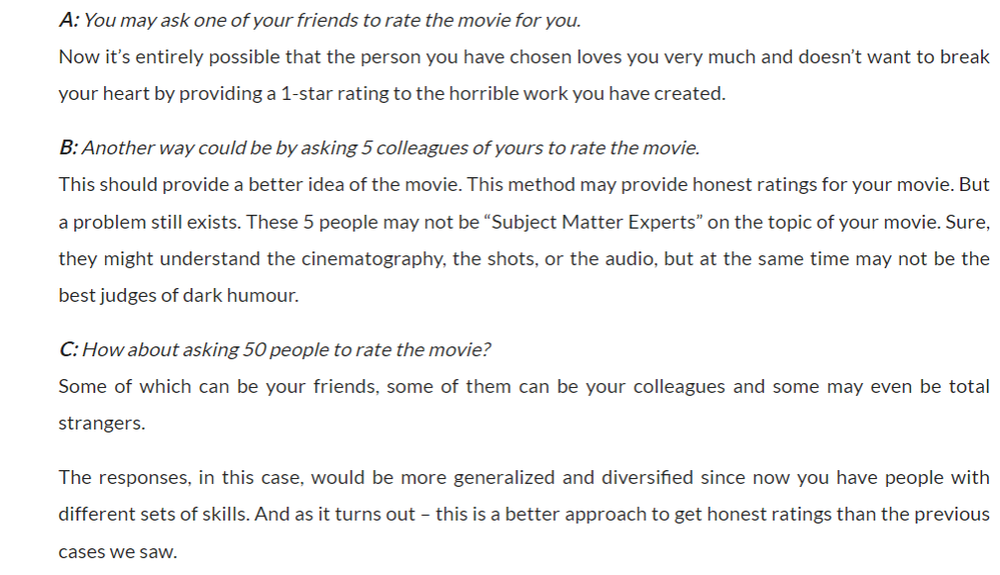 A: You may ask one of your friends to rate the movie for you.
Now it’s entirely possible that the person you have chosen loves you very much and doesn’t want to break
your heart by providing a 1-star rating to the horrible work you have created.
B: Another way could be by asking 5 colleagues of yours to rate the movie.
This should provide a better idea of the movie. This method may provide honest ratings for your movie. But
a problem still exists. These 5 people may not be “Subject Matter Experts” on the topic of your movie. Sure,
they might understand the cinematography, the shots, or the audio, but at the same time may not be the
best judges of dark humour.
C: How about asking 50 people to rate the movie?
Some of which can be your friends, some of them can be your colleagues and some may even be total
strangers.
The responses, in this case, would be more generalized and diversified since now you have people with
different sets of skills. And as it turns out – this is a better approach to get honest ratings than the previous
cases we saw.